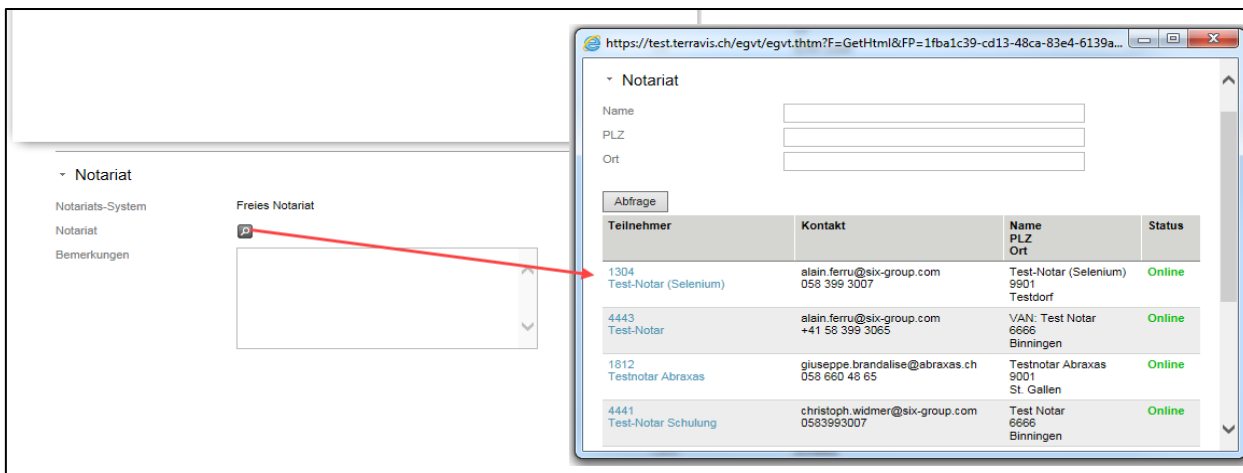 Notariat
Notariats-System Freies Notariat
Notariat
Bemerkungen
https://test.terravis.ch/egvt/egvt.thtm?F=GetHtml&FP=1fba1c39-cd13-48ca-83e4-6139a...
Notariat
Name
PLZ
Ort
Abfrage
Teilnehmer Kontakt Name Status
PLZ
Ort
1304 alain.ferru@six-group.com Test-Notar (Selenium) Online
Test-Notar (Selenium) 058 399 3007 9901
Testdorf
4443 alain.ferru@six-group.com VAN: Test Notar Online
Test-Notar +41 58 399 3065 6666
Binningen
1812 giuseppe.brandalise@abraxas.ch Testnotar Abraxas Online
Testnotar Abraxas 058 660 48 65 9001
St. Gallen
4441 christoph.widmer@six-group.com Test Notar Online
Test-Notar Schulung 0583993007 6666
Binningen